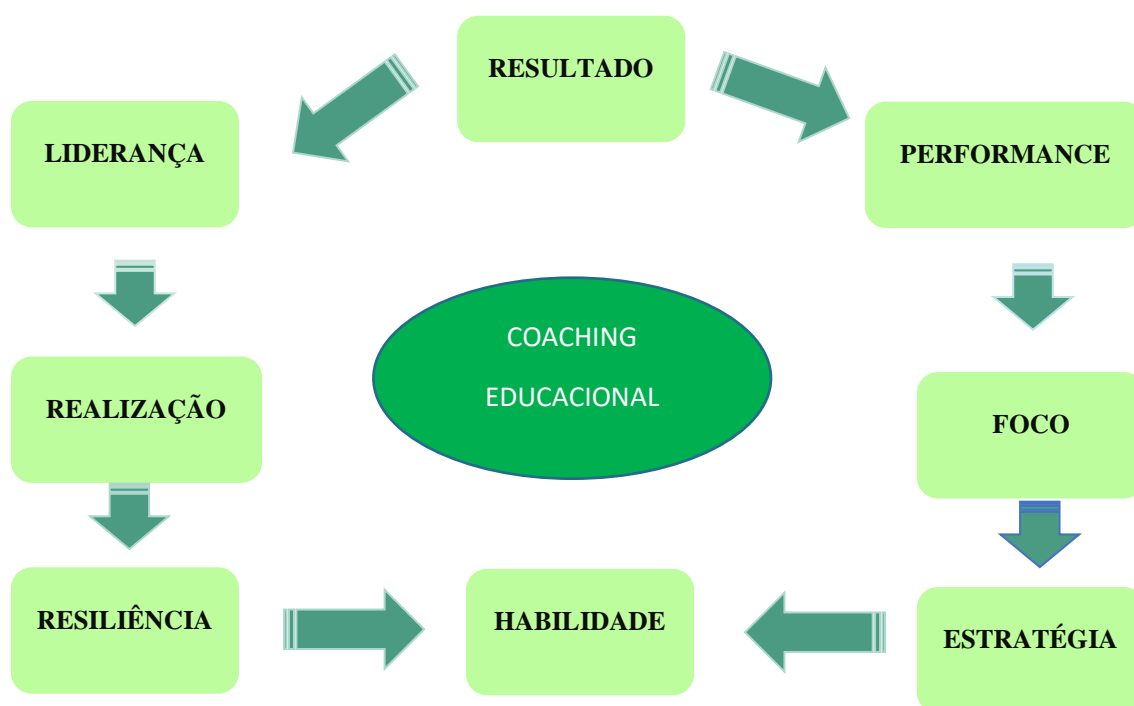 RESULTADO
LIDERANÇA
PERFORMANCE
COACHING
EDUCACIONAL
REALIZAÇÃO
FOCO
RESILIÊNCIA
HABILIDADE
ESTRATÉGIA